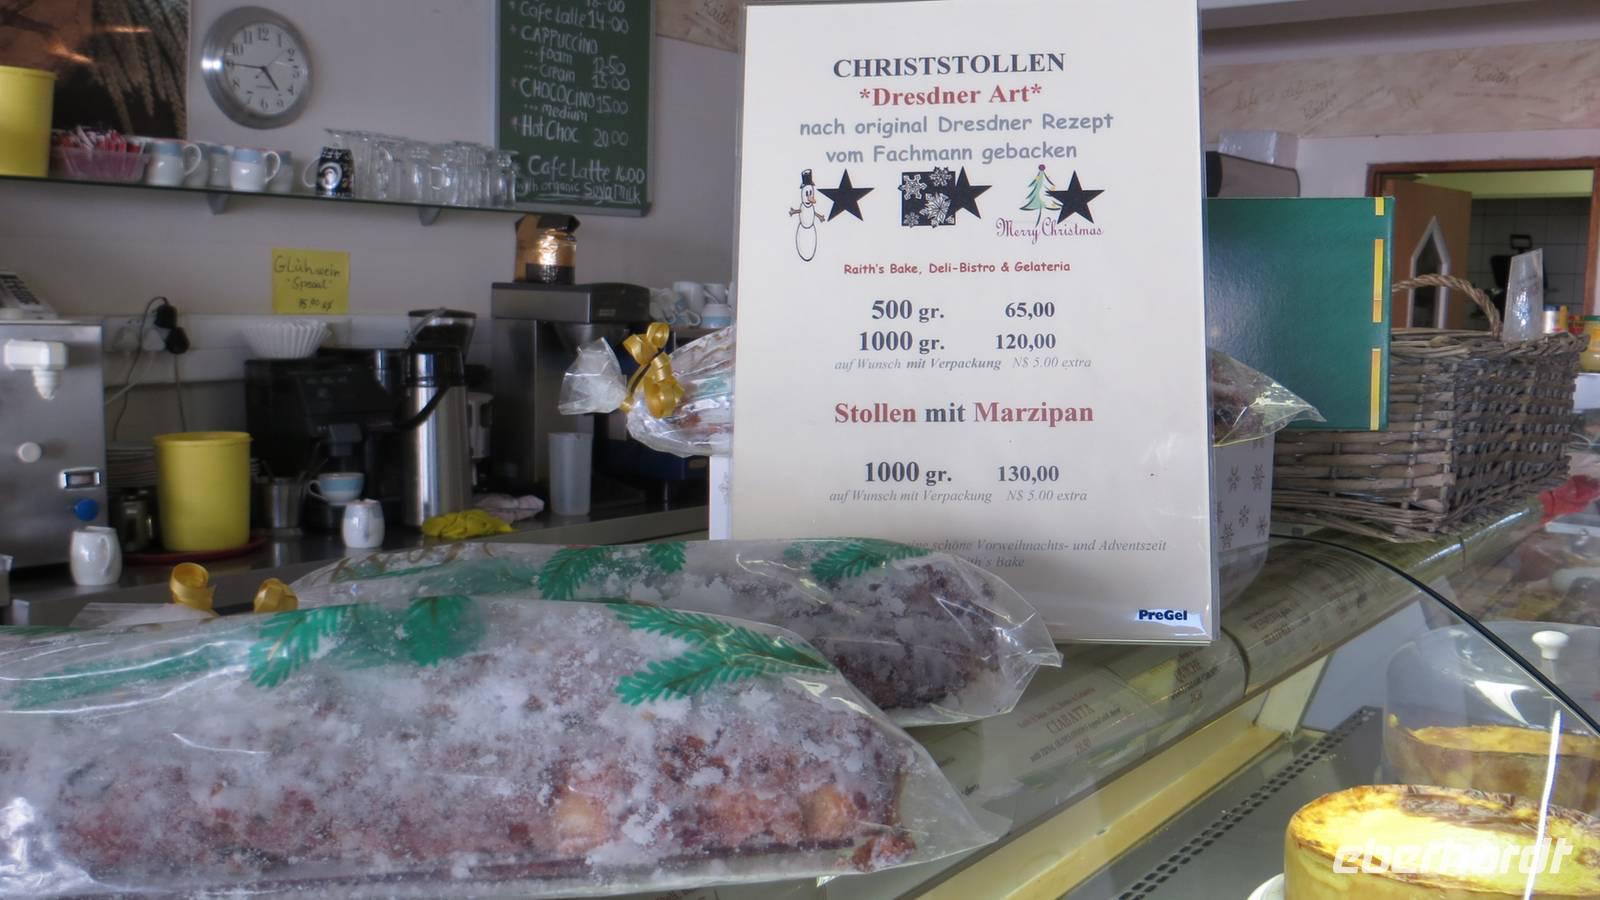 Cafe Latte 14.00
* CAPPUCCINO
...foam 13.50
...cream 15.00
* CHOCOCINO 15.00
...medium
* Hot Choc 20.00
Cafe Latte 16.00
with organic Soya milk
Glühwein
"Spezial"
CHRISTSTOLLEN
*Dresdner Art*
nach original Dresdner Rezept
vom Fachmann gebacken
Merry Christmas
Raith's Bake, Deli-Bistro & Gelateria
500 gr. 65,00
1000 gr. 120,00
auf Wunsch mit Verpackung N$ 5.00 extra
Stollen mit Marzipan
1000 gr. 130,00
auf Wunsch mit Verpackung N$ 5.00 extra
schöne Vorweihnachts- und Adventszeit
Bake
PreGel
CIABATTA
QUICHE
eberhardt